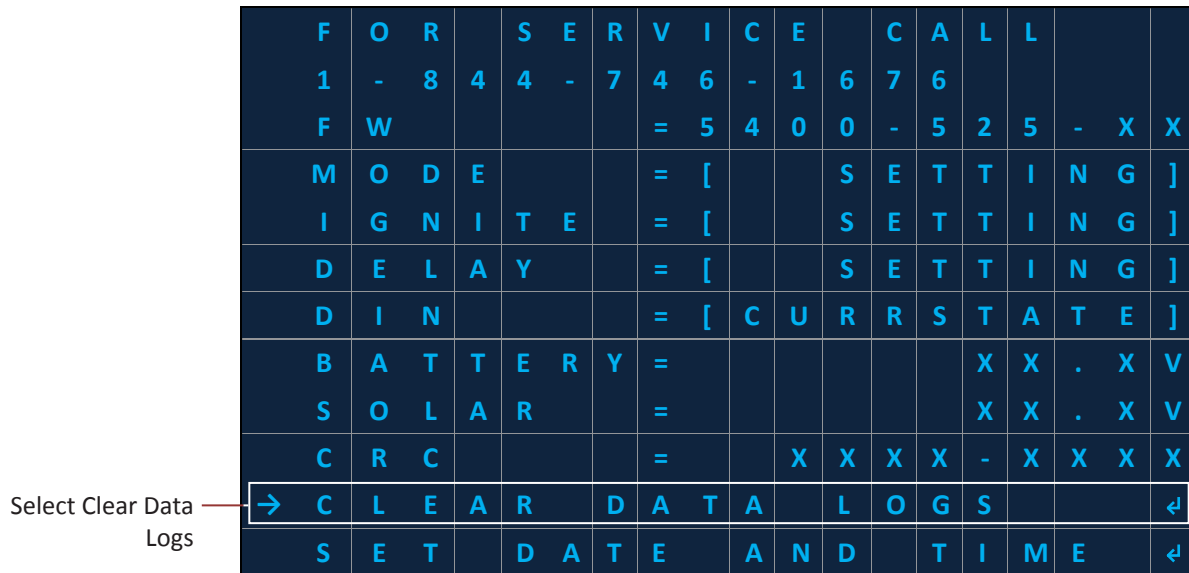 FOR SERVICE CALL
1-844-746-1676
FW =5400-525-XX
MODE =[ SETTING]
IGNITE =[ SETTING]
DELAY =[ SETTING]
DIN =[CURRSTATE]
BATTERY= XX.XV
SOLAR = XX.XV
CRC = XXXX-XXXX
Select Clear Data
Logs
→CLEAR DATA LOGS ↲
SET DATE AND TIME ↲